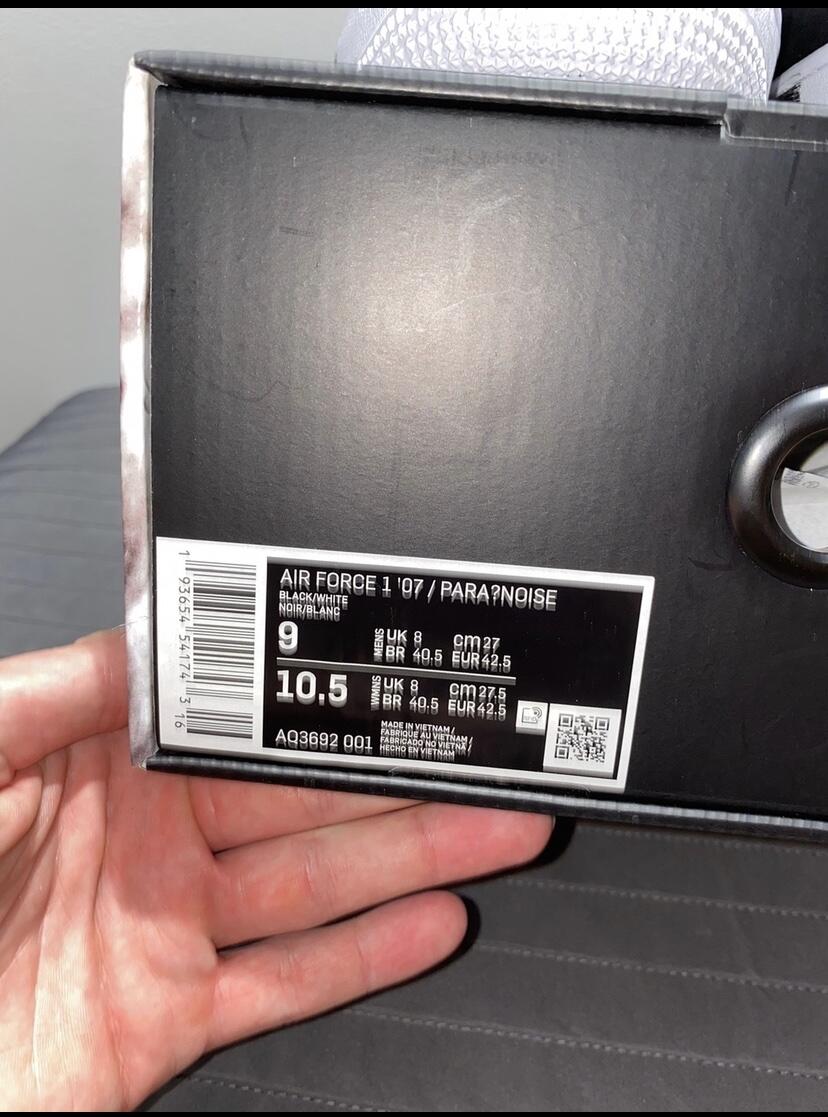 AIR FORCE 1 '07 / PARA?NOISE
BLACK/WHITE
NOIR/BLANC
9 MENS UK 8 cm 27
BR 40.5 EUR 42.5
10.5 WMNS UK 8 cm 27.5
BR 40.5 EUR 42.5
AQ3692 001
MADE IN VIETNAM /
FABRIQUE AU VIETNAM /
FABRICADO NO VIETNÃ /
HECHO EN VIETNAM
1 93654 54174 3 16